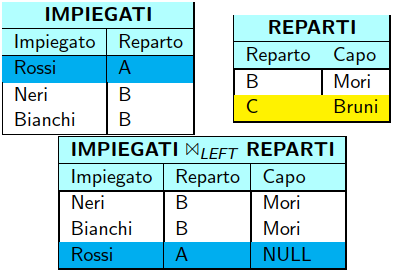 IMPIEGATI
Impiegato Reparto
Rossi A
Neri B
Bianchi B
REPARTI
Reparto Capo
B Mori
C Bruni
IMPIEGATI ⋈LEFT REPARTI
Impiegato Reparto Capo
Neri B Mori
Bianchi B Mori
Rossi A NULL